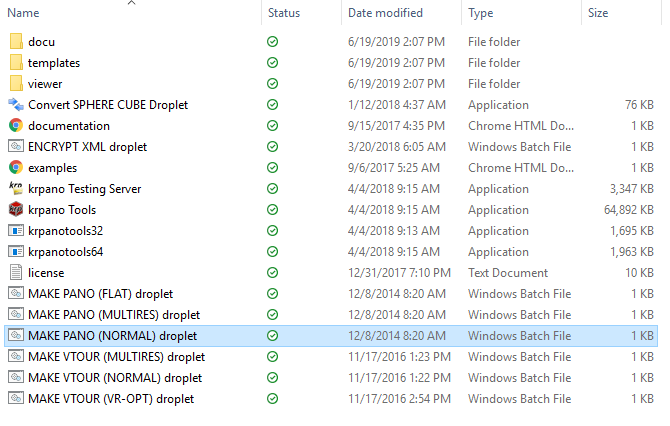 Name Status Date modified Type Size
docu 6/19/2019 2:07 PM File folder
templates 6/19/2019 2:07 PM File folder
viewer 6/19/2019 2:07 PM File folder
Convert SPHERE CUBE Droplet 1/12/2018 4:37 AM Application 76 KB
documentation 9/15/2017 4:35 PM Chrome HTML Do... 1 KB
ENCRYPT XML droplet 3/20/2018 6:05 AM Windows Batch File 1 KB
examples 9/6/2017 5:25 AM Chrome HTML Do... 1 KB
krpano Testing Server 4/4/2018 9:15 AM Application 3,347 KB
krpano Tools 4/4/2018 9:15 AM Application 64,892 KB
krpanotools32 4/4/2018 9:13 AM Application 1,695 KB
krpanotools64 4/4/2018 9:15 AM Application 1,963 KB
license 12/31/2017 7:10 PM Text Document 10 KB
MAKE PANO (FLAT) droplet 12/8/2014 8:20 AM Windows Batch File 1 KB
MAKE PANO (MULTIRES) droplet 12/8/2014 8:20 AM Windows Batch File 1 KB
MAKE PANO (NORMAL) droplet 12/8/2014 8:20 AM Windows Batch File 1 KB
MAKE VTOUR (MULTIRES) droplet 11/17/2016 1:23 PM Windows Batch File 1 KB
MAKE VTOUR (NORMAL) droplet 11/17/2016 1:22 PM Windows Batch File 1 KB
MAKE VTOUR (VR-OPT) droplet 11/17/2016 2:54 PM Windows Batch File 1 KB